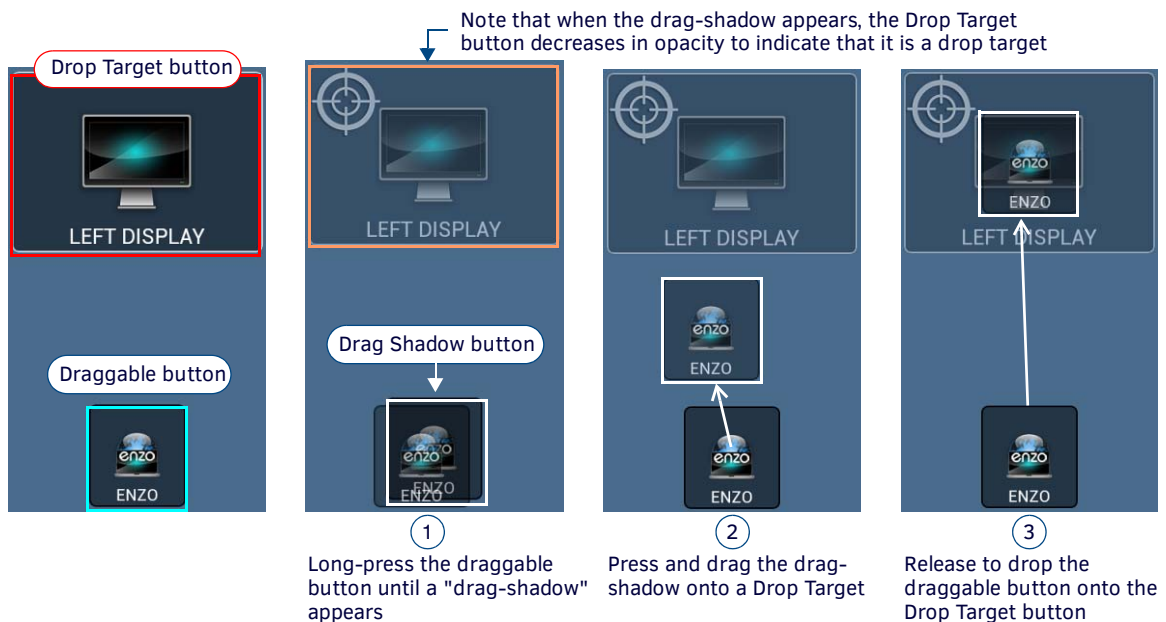 Note that when the drag-shadow appears, the Drop Target
button decreases in opacity to indicate that it is a drop target
Drop Target button
LEFT DISPLAY
Draggable button
enzo
ENZO
LEFT DISPLAY
Drag Shadow button
enzo
enzo
ENZO
ENZO
1
Long-press the draggable
button until a "drag-shadow"
appears
LEFT DISPLAY
enzo
ENZO
enzo
ENZO
2
Press and drag the drag-
shadow onto a Drop Target
enzo
ENZO
LEFT DISPLAY
enzo
ENZO
3
Release to drop the
draggable button onto the
Drop Target button